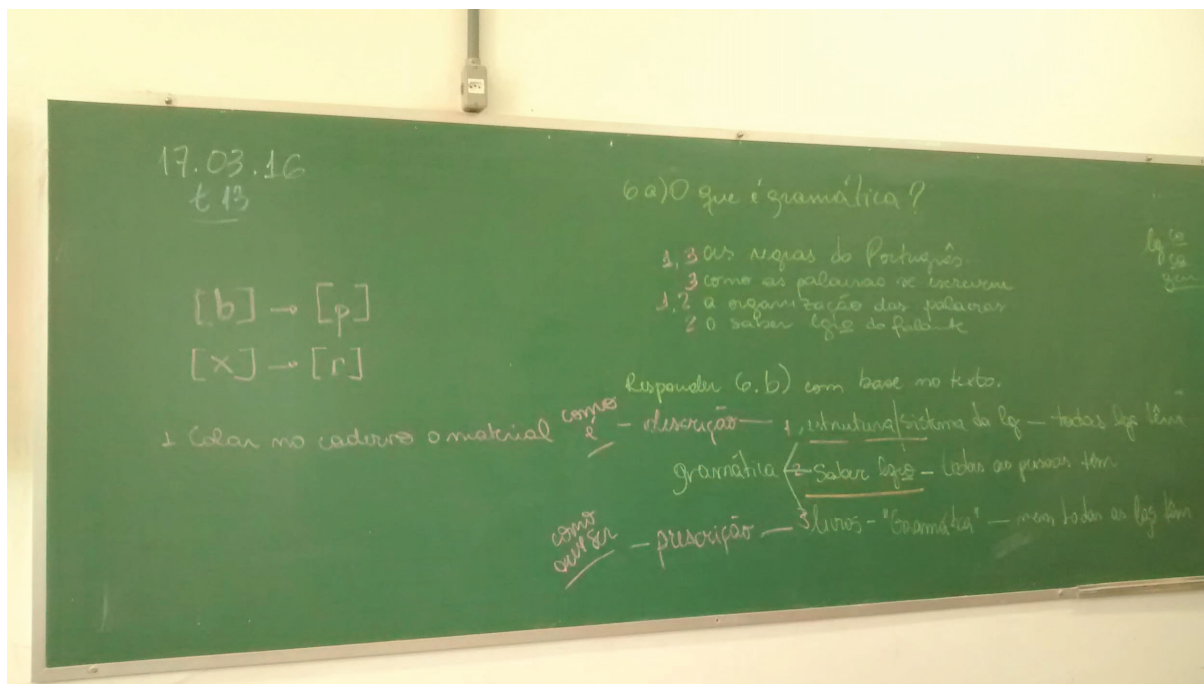 17.03.16
t 13
[b] → [p]
[x] → [r]
1 Colar no caderno o material
6 a) O que é gramática?
1, 3 as regras do Português.
3 como as palavras se escrevem
1, 2 a organização das palavras
2 o saber lgco do falante
Responder 6. b) com base no texto.
como é – descrição — 1, estrutura/sistema da lg – todas lgs têm
gramática 2 Saber lgco – todas as pessoas têm
como deve ser – prescrição — 3 livros – "Gramática" – nem todas as lgs têm
lg